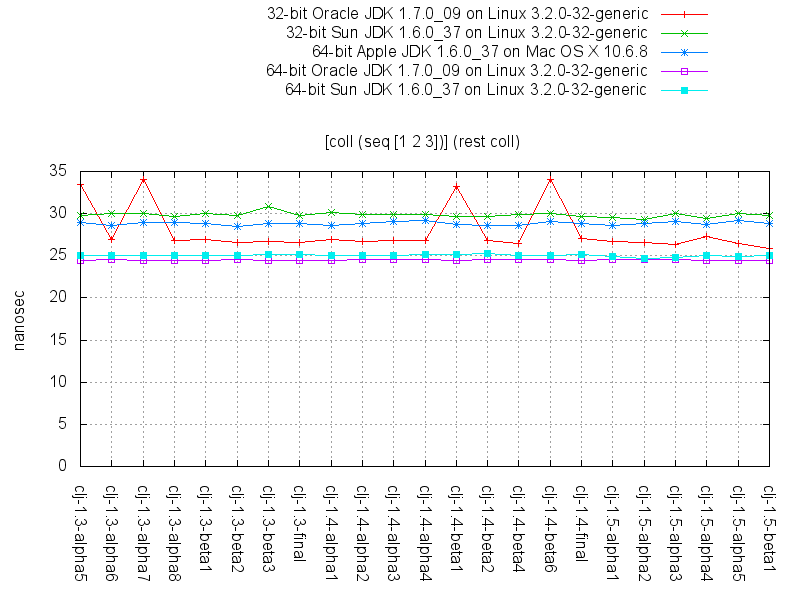 32-bit Oracle JDK 1.7.0_09 on Linux 3.2.0-32-generic
32-bit Sun JDK 1.6.0_37 on Linux 3.2.0-32-generic
64-bit Apple JDK 1.6.0_37 on Mac OS X 10.6.8
64-bit Oracle JDK 1.7.0_09 on Linux 3.2.0-32-generic
64-bit Sun JDK 1.6.0_37 on Linux 3.2.0-32-generic
[coll (seq [1 2 3])] (rest coll)
35
30
25
20
15
10
5
0
nanosec
clj-1.3-alpha5
clj-1.3-alpha6
clj-1.3-alpha7
clj-1.3-alpha8
clj-1.3-beta1
clj-1.3-beta2
clj-1.3-beta3
clj-1.3-final
clj-1.4-alpha1
clj-1.4-alpha2
clj-1.4-alpha3
clj-1.4-alpha4
clj-1.4-beta1
clj-1.4-beta2
clj-1.4-beta4
clj-1.4-beta6
clj-1.4-final
clj-1.5-alpha1
clj-1.5-alpha2
clj-1.5-alpha3
clj-1.5-alpha4
clj-1.5-alpha5
clj-1.5-beta1